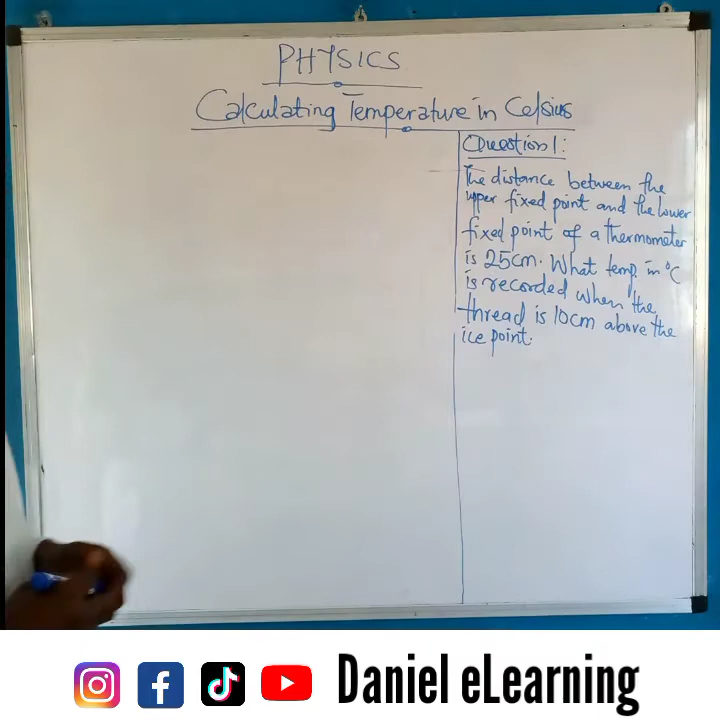 PHYSICS
Calculating Temperature in Celsius
Question 1:
The distance between the
upper fixed point and the lower
fixed point of a thermometer
is 25cm. What temp. in °C
is recorded when the
thread is 10cm above the
ice point.
Daniel eLearning